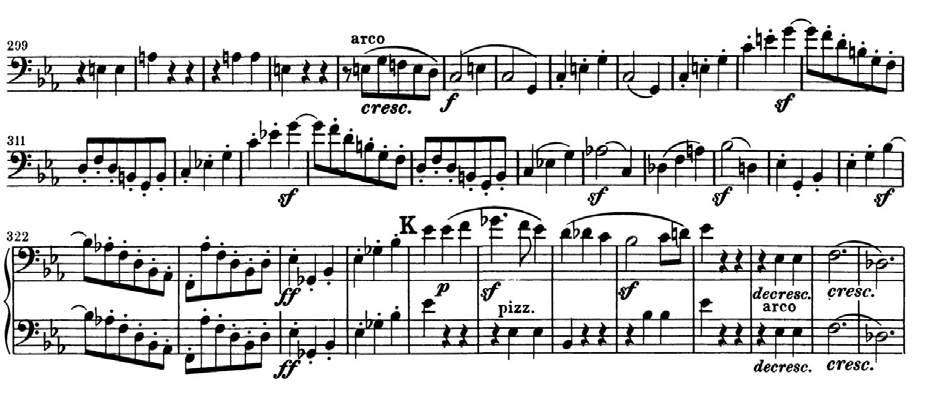 299
arco
cresc.
f
sf
311
sf
sf
sf
sf
322
K
ff
p
sf
sf
decresc.
cresc.
pizz.
arco
ff
decresc.
cresc.